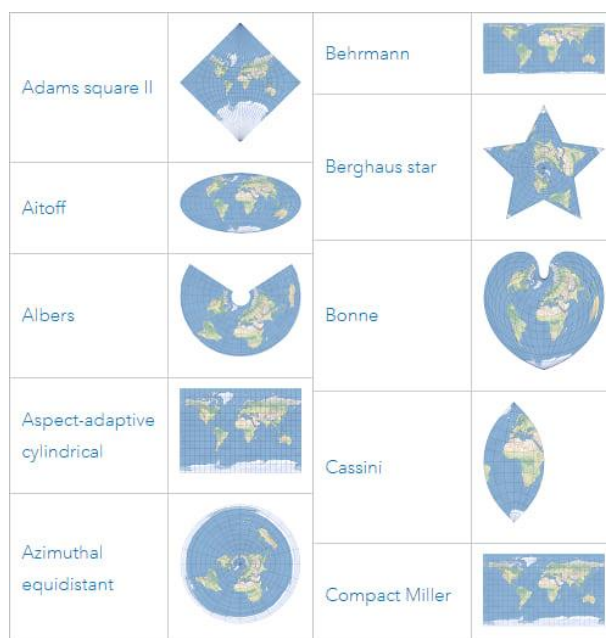 Adams square II
Aitoff
Albers
Aspect-adaptive
cylindrical
Azimuthal
equidistant
Behrmann
Berghaus star
Bonne
Cassini
Compact Miller